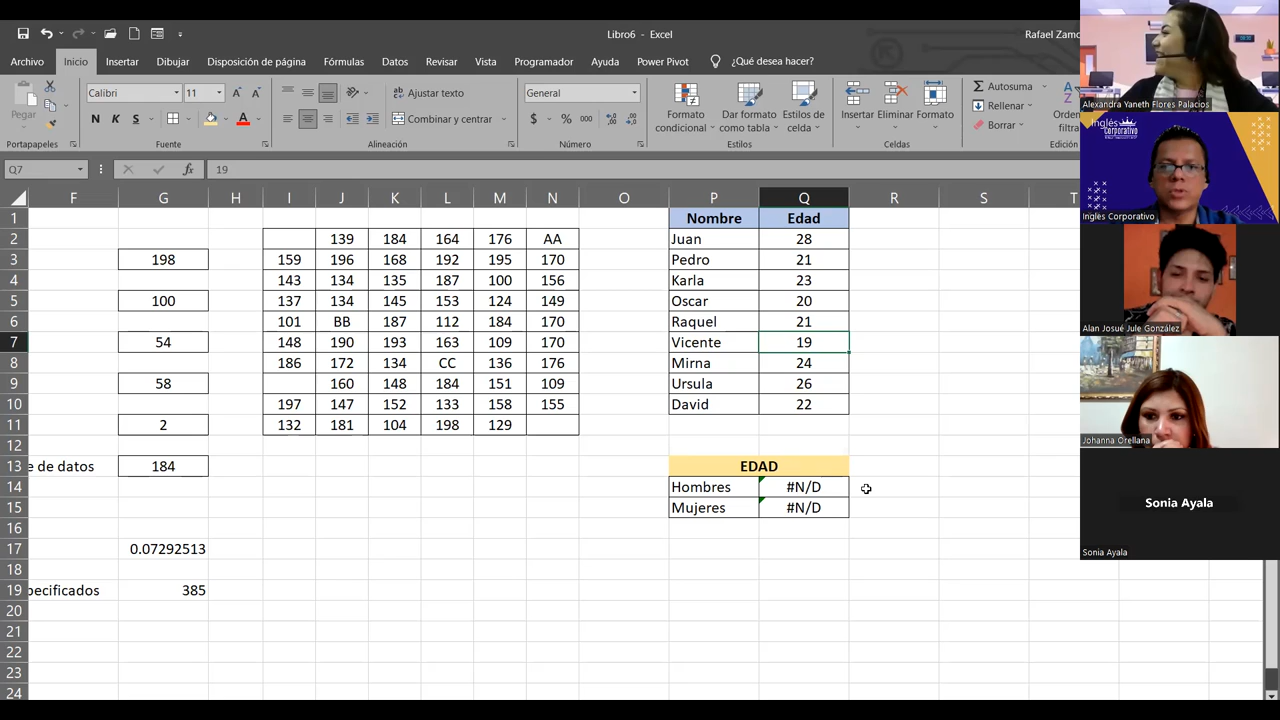 Libro6 - Excel
Rafael Zamo
Archivo Inicio Insertar Dibujar Disposición de página Fórmulas Datos Revisar Vista Programador Ayuda Power Pivot ¿Qué desea hacer?
Pegar
Calibri 11
N K S
Ajustar texto
Combinar y centrar
General
$ % 000
Formato condicional
Dar formato como tabla
Estilos de celda
Insertar Eliminar Formato
Autosuma
Rellenar
Borrar
Orden
filtra
Portapapeles Fuente Alineación Número Estilos Celdas Edición
Q7 fx 19
F G H I J K L M N O P Q R S T
1 Nombre Edad
2 139 184 164 176 AA Juan 28
3 198 159 196 168 192 195 170 Pedro 21
4 143 134 135 187 100 156 Karla 23
5 100 137 134 145 153 124 149 Oscar 20
6 101 BB 187 112 184 170 Raquel 21
7 54 148 190 193 163 109 170 Vicente 19
8 186 172 134 CC 136 176 Mirna 24
9 58 160 148 184 151 109 Ursula 26
10 197 147 152 133 158 155 David 22
11 2 132 181 104 198 129
12
13 e de datos 184 EDAD
14 Hombres #N/D
15 Mujeres #N/D
16
17 0.07292513
18
19 pecificados 385
20
21
22
23
24
Alexandra Yaneth Flores Palacios
Inglés Corporativo
Inglés Corporativo
Alan Josué Jule González
Johanna Orellana
Sonia Ayala
Sonia Ayala